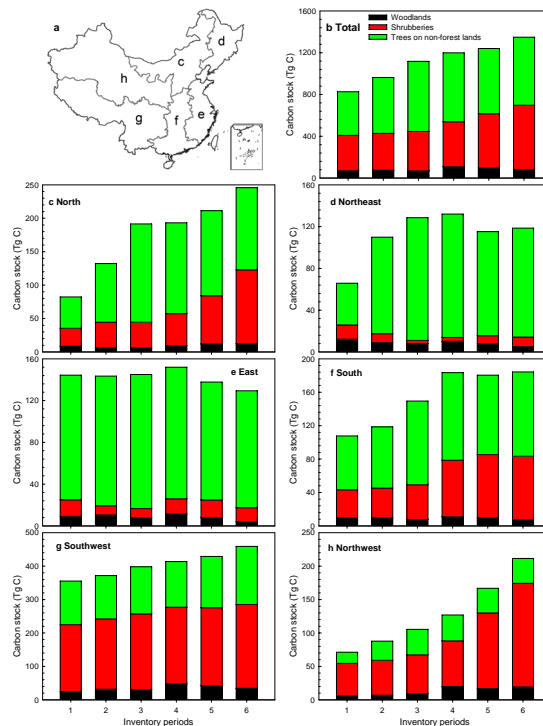 a
d
c
h
g
f
e
b Total
Woodlands
Shrubberies
Trees on non-forest lands
Carbon stock (Tg C)
1600
1200
800
400
0
c North
Carbon stock (Tg C)
250
200
150
100
50
0
d Northeast
Carbon stock (Tg C)
160
120
80
40
0
e East
Carbon stock (Tg C)
160
120
80
40
0
f South
Carbon stock (Tg C)
200
160
120
80
40
0
g Southwest
Carbon stock (Tg C)
500
400
300
200
100
0
1 2 3 4 5 6
Inventory periods
h Northwest
Carbon stock (Tg C)
250
200
150
100
50
0
1 2 3 4 5 6
Inventory periods